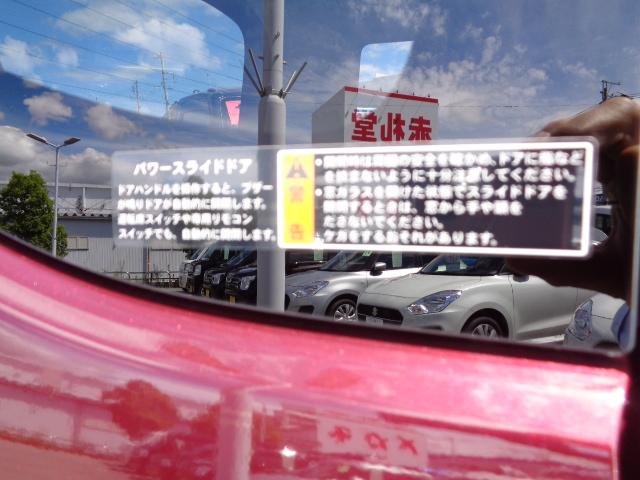 パワースライドドア
ドアハンドルを操作すると、ブザー
が鳴りドアが自動的に開閉します。
運転席スイッチや専用リモコン
スイッチでも、自動的に開閉します。
警告
・開閉時は周囲の安全を確かめ、ドアに指など
を挟まないように十分注意してください。
・窓ガラスを開けた状態でスライドドアを
開閉するときは、窓から手や顔を
ださないでください。
・ケガをするおそれがあります。
赤札堂